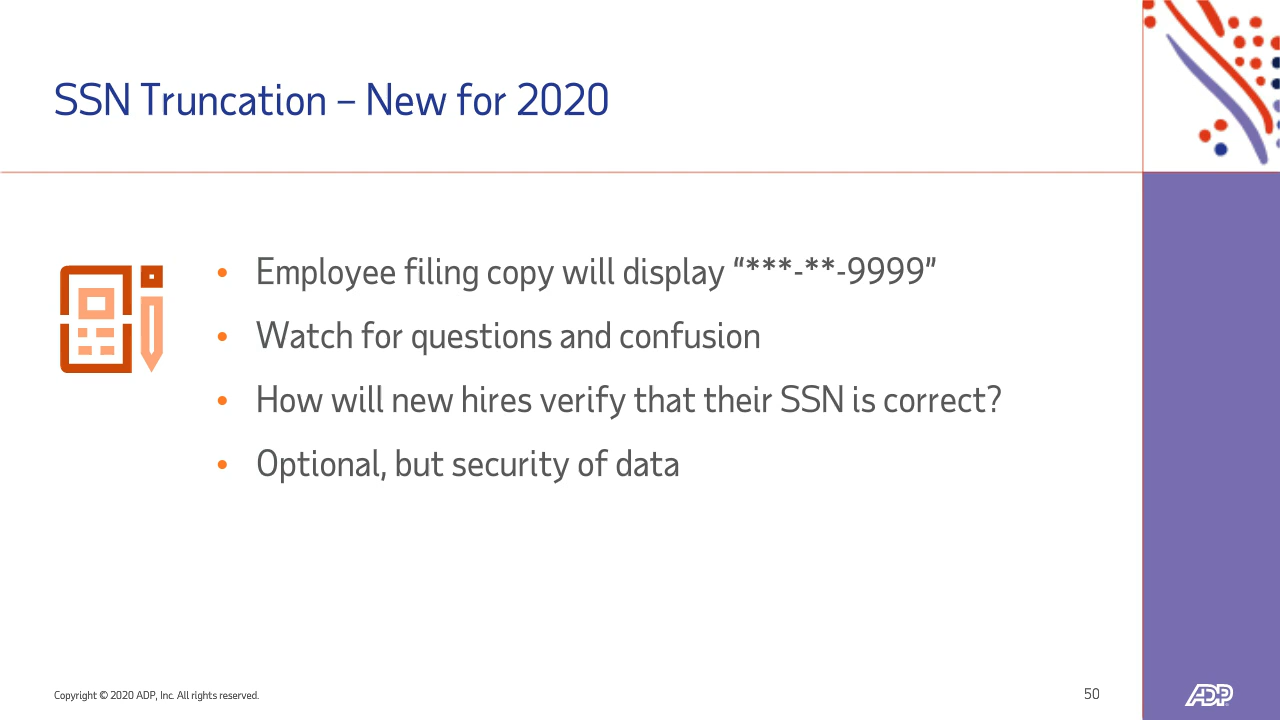 SSN Truncation – New for 2020
• Employee filing copy will display “***-**-9999”
• Watch for questions and confusion
• How will new hires verify that their SSN is correct?
• Optional, but security of data
Copyright © 2020 ADP, Inc. All rights reserved.
50
ADP